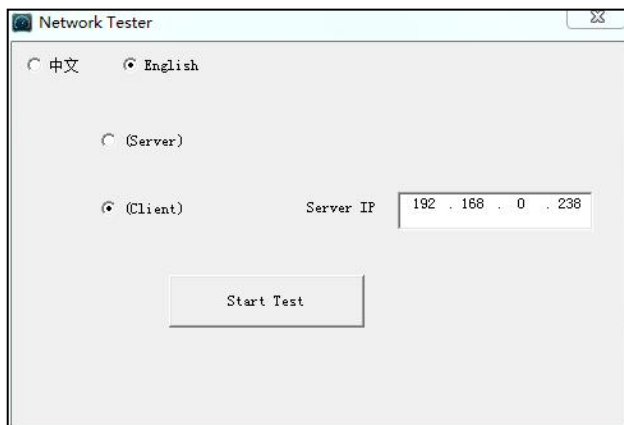 Network Tester
中文 English
(Server)
(Client) Server IP 192 . 168 . 0 . 238
Start Test